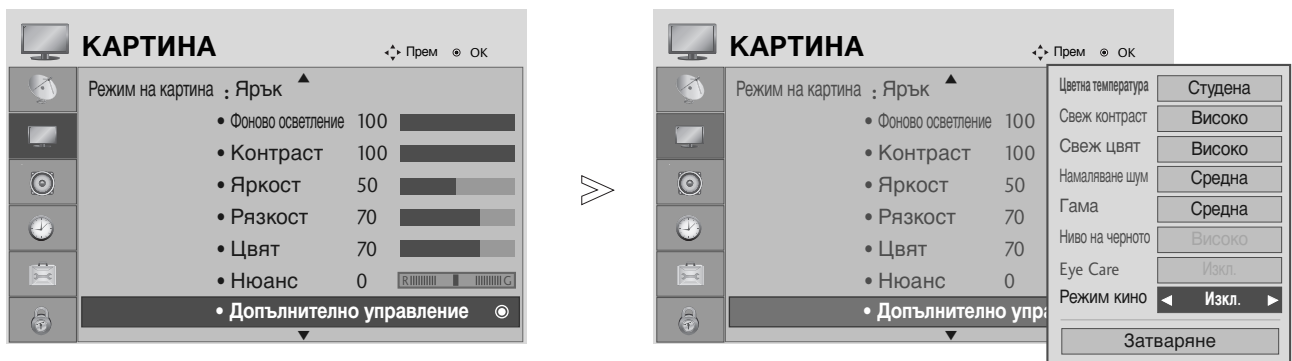 КАРТИНА
Прем OK
Режим на картина : Ярък
• Фоново осветление 100
• Контраст 100
• Яркост 50
• Рязкост 70
• Цвят 70
• Нюанс 0 R G
• Допълнително управление
КАРТИНА
Прем OK
Режим на картина : Ярък
• Фоново осветление 100
• Контраст 100
• Яркост 50
• Рязкост 70
• Цвят 70
• Нюанс 0
• Допълнително упра
Цветна температура Студена
Свеж контраст Високо
Свеж цвят Високо
Намаляване шум Средна
Гама Средна
Ниво на черното Високо
Eye Care Изкл.
Режим кино Изкл.
Затваряне